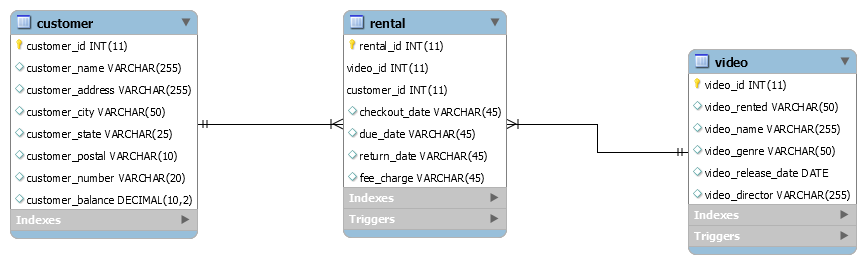 customer
customer_id INT(11)
customer_name VARCHAR(255)
customer_address VARCHAR(255)
customer_city VARCHAR(50)
customer_state VARCHAR(25)
customer_postal VARCHAR(10)
customer_number VARCHAR(20)
customer_balance DECIMAL(10,2)
Indexes
rental
rental_id INT(11)
video_id INT(11)
customer_id INT(11)
checkout_date VARCHAR(45)
due_date VARCHAR(45)
return_date VARCHAR(45)
fee_charge VARCHAR(45)
Indexes
Triggers
video
video_id INT(11)
video_rented VARCHAR(50)
video_name VARCHAR(255)
video_genre VARCHAR(50)
video_release_date DATE
video_director VARCHAR(255)
Indexes
Triggers